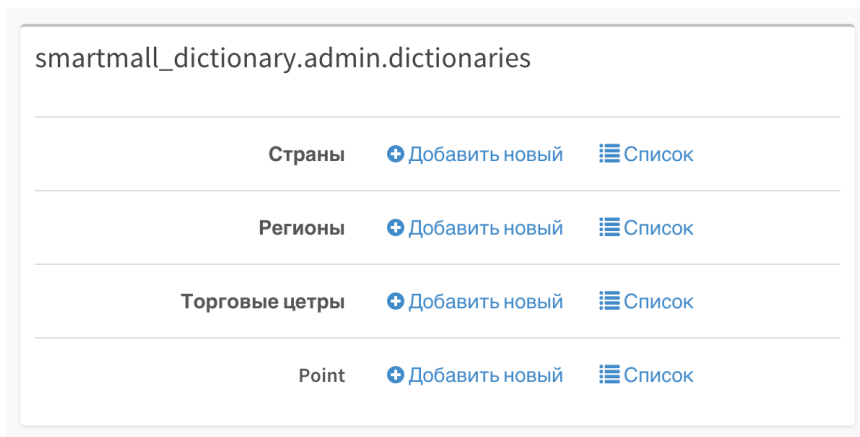 smartmall_dictionary.admin.dictionaries
Страны Добавить новый Список
Регионы Добавить новый Список
Торговые цетры Добавить новый Список
Point Добавить новый Список